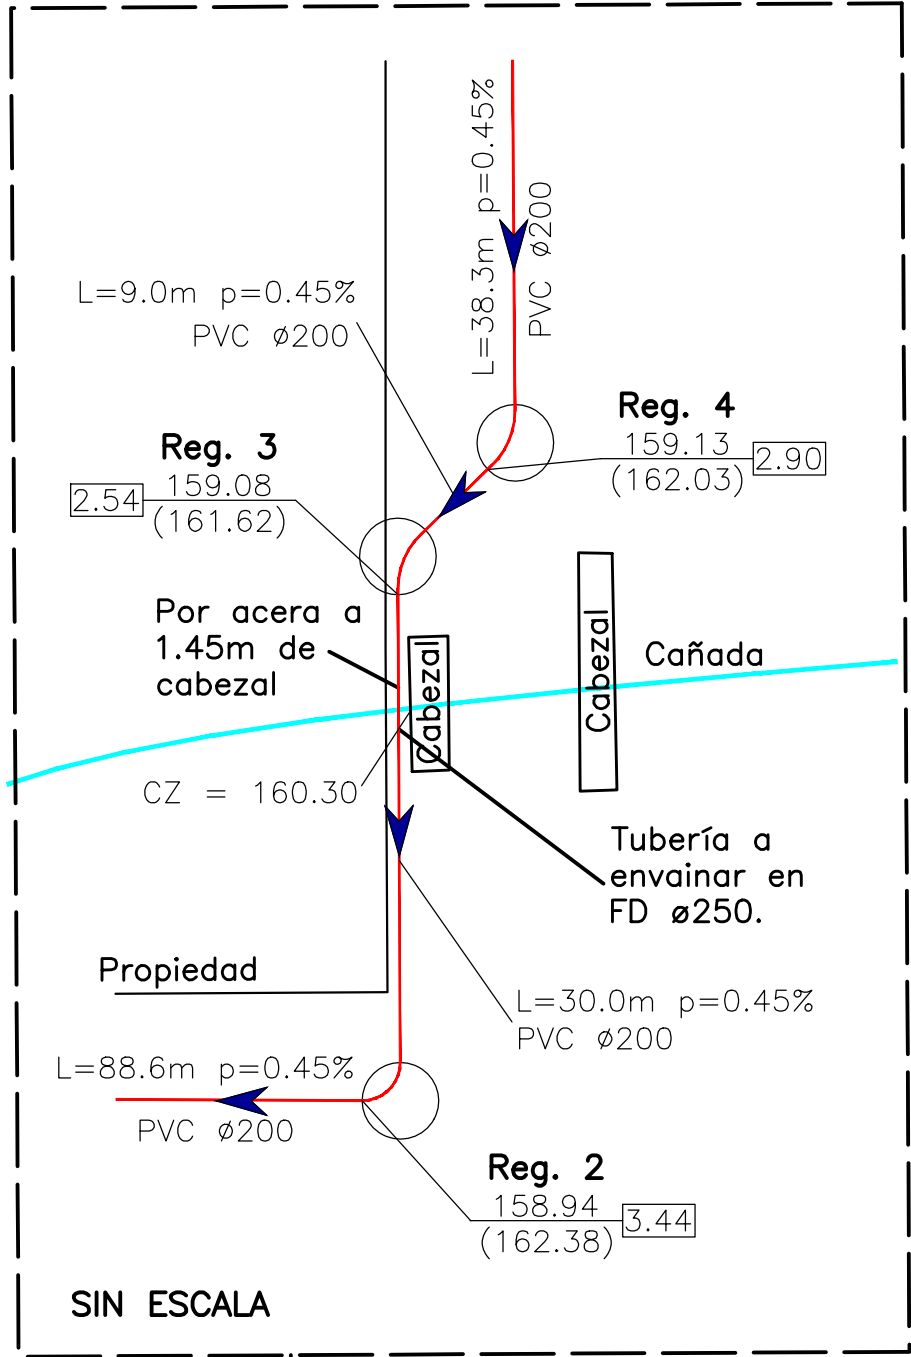 L=38.3m p=0.45%
PVC ø200
L=9.0m p=0.45%
PVC ø200
Reg. 4
159.13
(162.03)
2.90
Reg. 3
159.08
(161.62)
2.54
Por acera a
1.45m de
cabezal
Cabezal
Cabezal
Cañada
CZ = 160.30
Tubería a
envainar en
FD ø250.
Propiedad
L=30.0m p=0.45%
PVC ø200
L=88.6m p=0.45%
PVC ø200
Reg. 2
158.94
(162.38)
3.44
SIN ESCALA